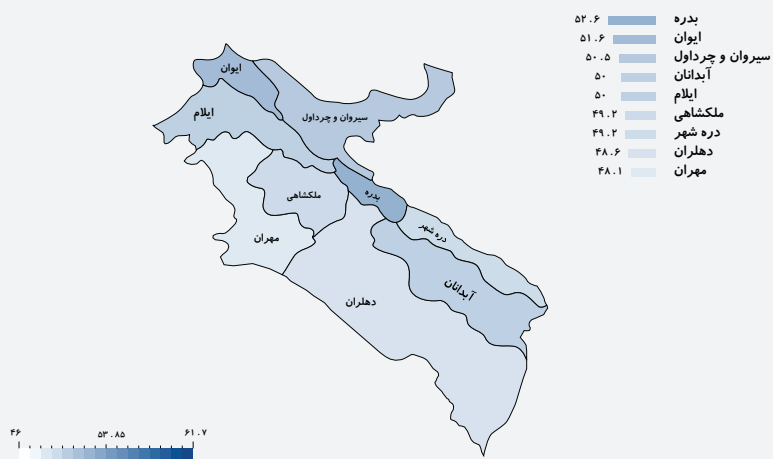 بدره ۵۲.۶
ایوان ۵۱.۶
سیروان و چرداول ۵۰.۵
آبدانان ۵۰
ایلام ۵۰
ملکشاهی ۴۹.۲
دره شهر ۴۹.۲
دهلران ۴۸.۶
مهران ۴۸.۱
ایوان
ایلام
سیروان و چرداول
ملکشاهی
بدره
دره شهر
مهران
آبدانان
دهلران
۴۶ ۵۳.۸۵ ۶۱.۷